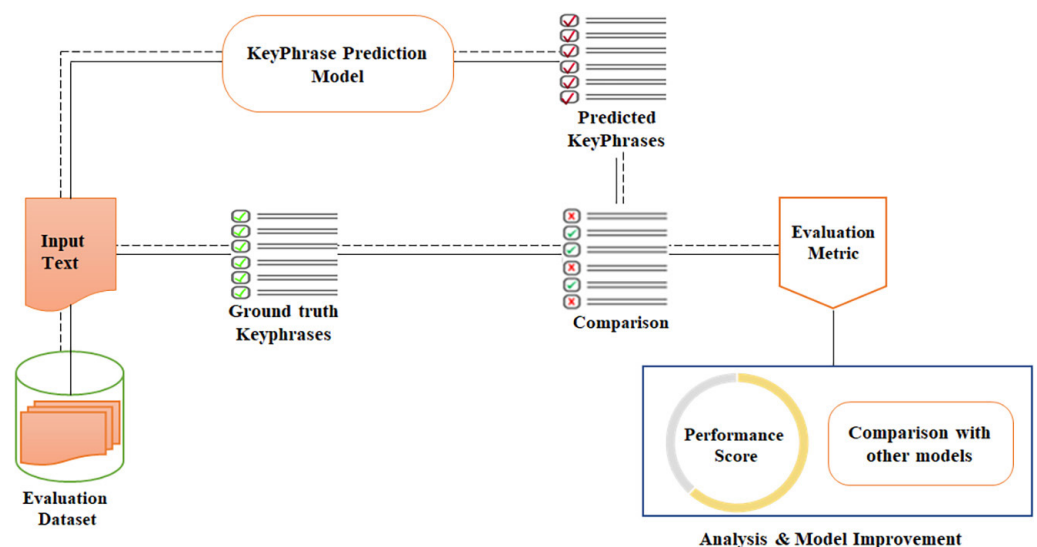 KeyPhrase Prediction
Model
Predicted
KeyPhrases
Input
Text
Ground truth
Keyphrases
Comparison
Evaluation
Metric
Evaluation
Dataset
Performance
Score
Comparison with
other models
Analysis & Model Improvement